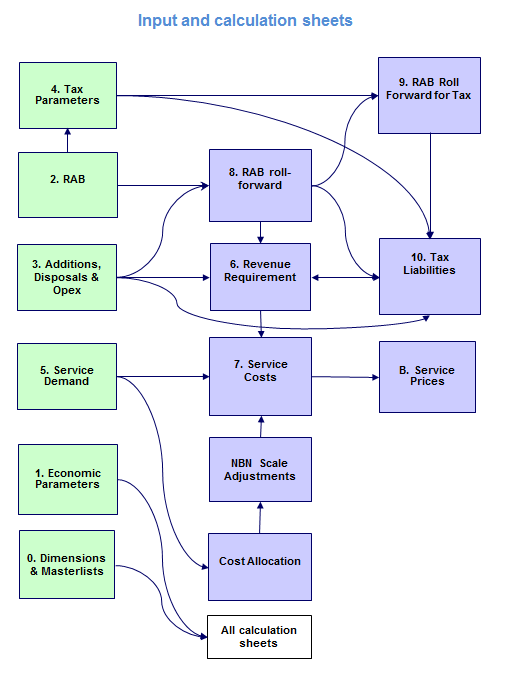 Input and calculation sheets
4. Tax
Parameters
9. RAB Roll
Forward for Tax
2. RAB
8. RAB roll-
forward
3. Additions,
Disposals &
Opex
6. Revenue
Requirement
10. Tax
Liabilities
5. Service
Demand
7. Service
Costs
B. Service
Prices
1. Economic
Parameters
NBN Scale
Adjustments
0. Dimensions
& Masterlists
Cost Allocation
All calculation
sheets